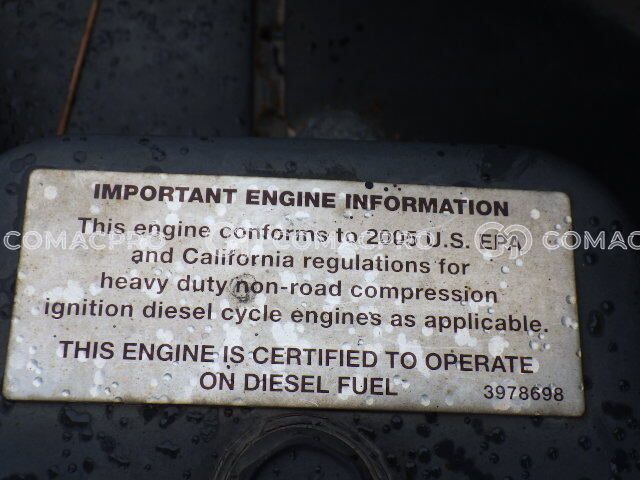 IMPORTANT ENGINE INFORMATION
This engine conforms to 2005 U.S. EPA
and California regulations for
heavy duty non-road compression
ignition diesel cycle engines as applicable.
THIS ENGINE IS CERTIFIED TO OPERATE
ON DIESEL FUEL 3978698
COMACPRO COMACPRO COMACP